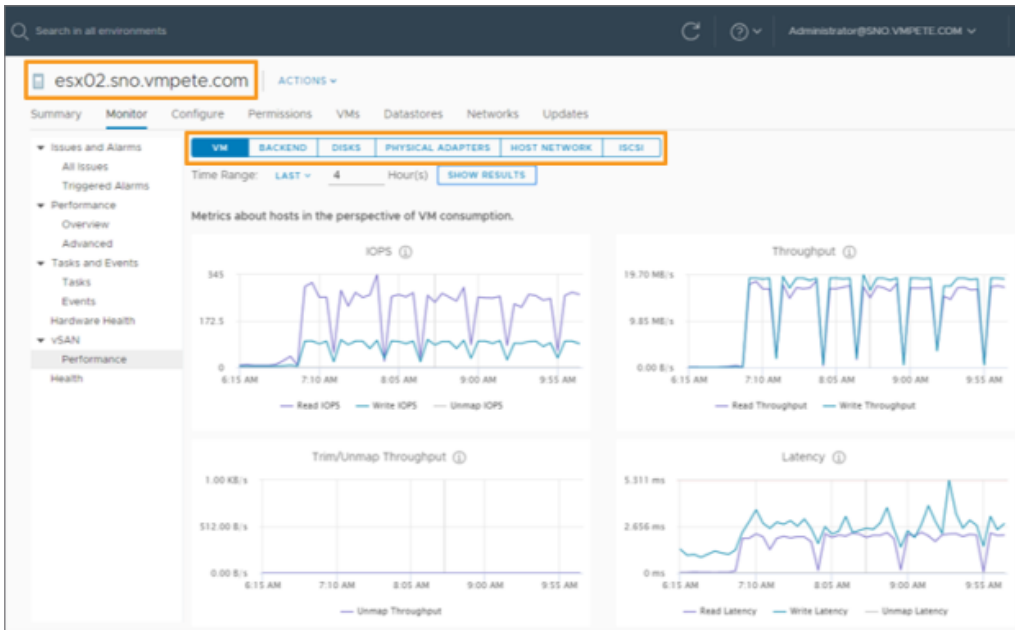 Search in all environments
Administrator@SNO.VMPETE.COM
esx02.sno.vmpete.com ACTIONS
Summary Monitor Configure Permissions VMs Datastores Networks Updates
Issues and Alarms
All Issues
Triggered Alarms
Performance
Overview
Advanced
Tasks and Events
Tasks
Events
Hardware Health
vSAN
Performance
Health
VM BACKEND DISKS PHYSICAL ADAPTERS HOST NETWORK ISCSI
Time Range: LAST 4 Hour(s) SHOW RESULTS
Metrics about hosts in the perspective of VM consumption.
IOPS
345
172.5
0
6:15 AM 7:10 AM 8:05 AM 9:00 AM 9:55 AM
Read IOPS Write IOPS Unmap IOPS
Throughput
19.70 MB/s
9.85 MB/s
0.00 B/s
6:15 AM 7:10 AM 8:05 AM 9:00 AM 9:55 AM
Read Throughput Write Throughput
Trim/Unmap Throughput
1.00 KB/s
512.00 B/s
0.00 B/s
6:15 AM 7:10 AM 8:05 AM 9:00 AM 9:55 AM
Unmap Throughput
Latency
5.311 ms
2.656 ms
0 ms
6:15 AM 7:10 AM 8:05 AM 9:00 AM 9:55 AM
Read Latency Write Latency Unmap Latency